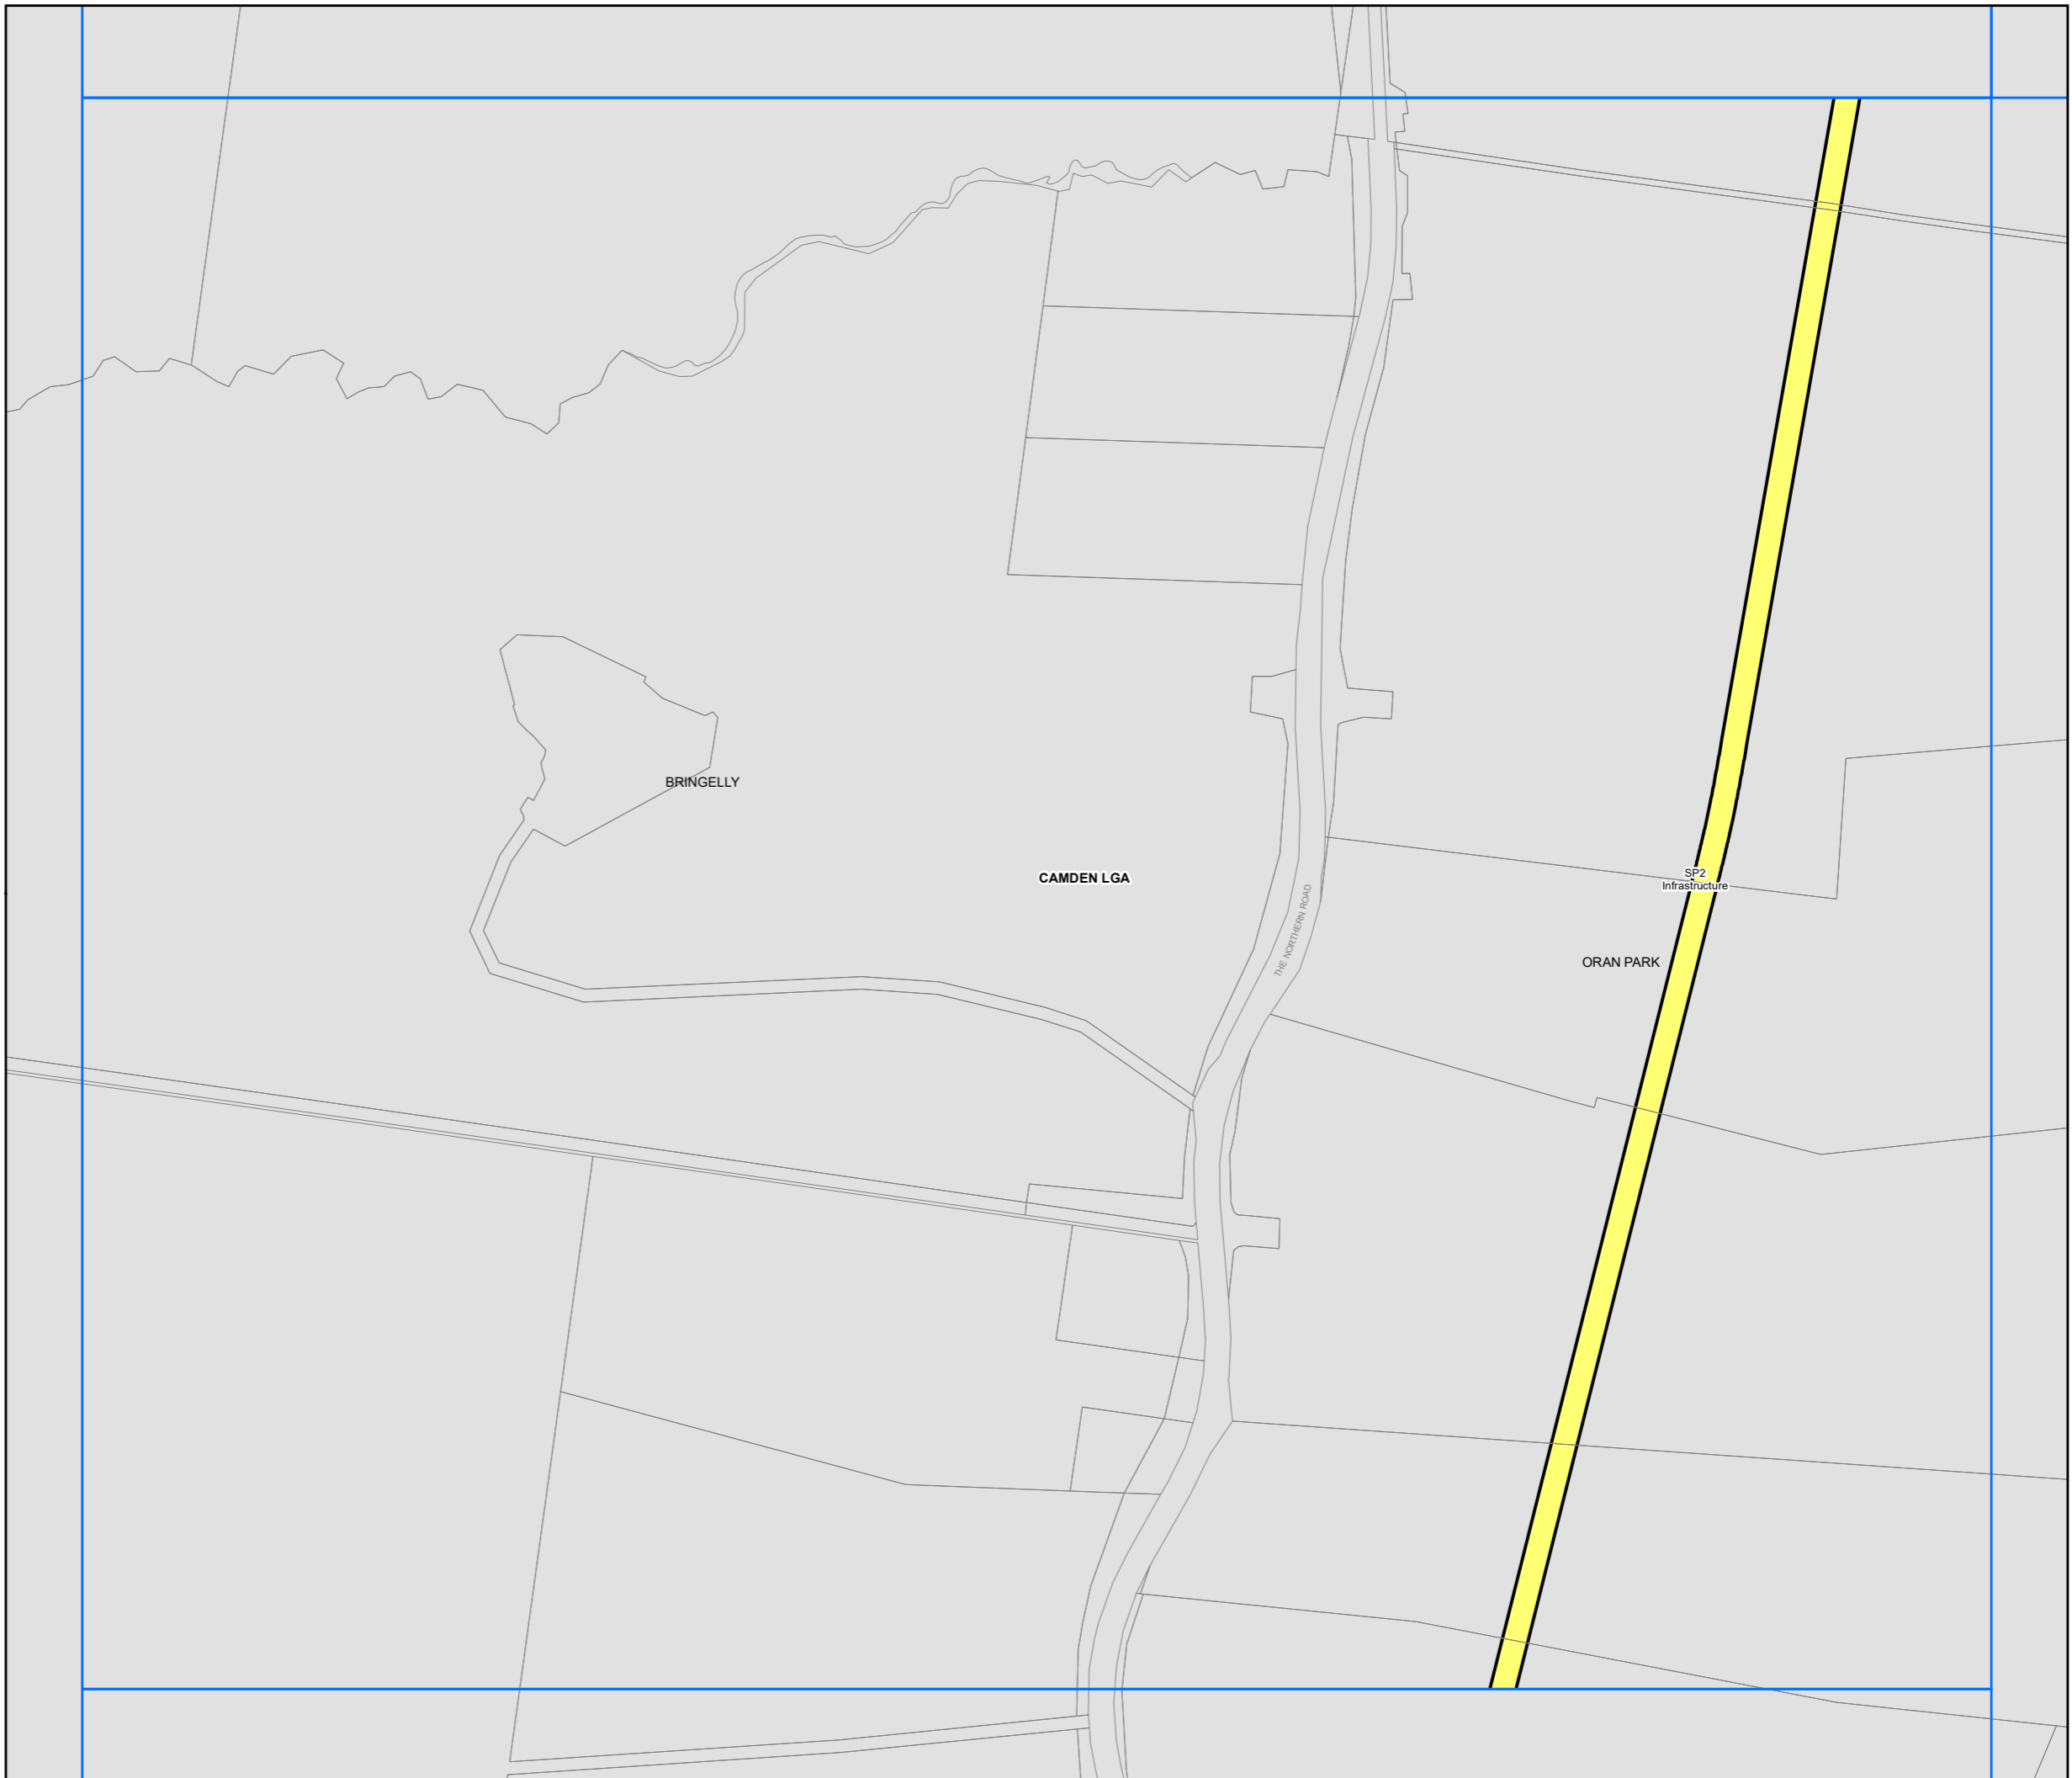 BRINGELLY
CAMDEN LGA
THE NORTHERN ROAD
SP2
Infrastructure
ORAN PARK